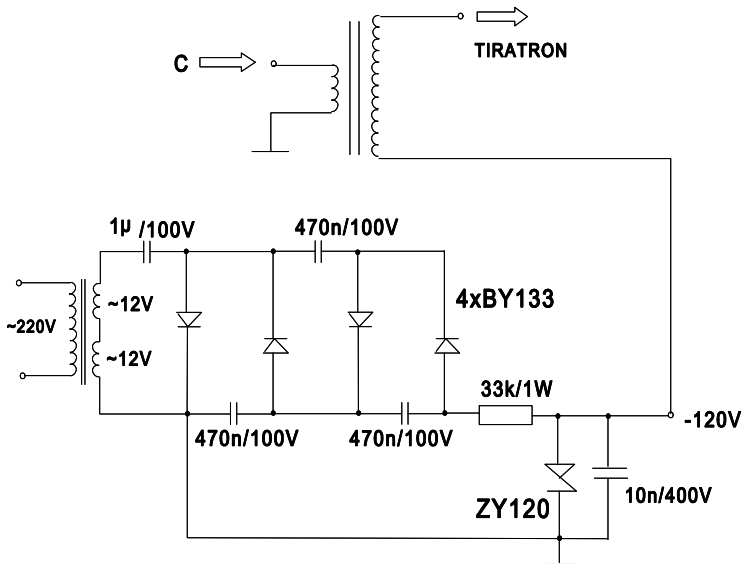 C
TIRATRON
1µ/100V
470n/100V
~12V
4xBY133
~220V
~12V
33k/1W
470n/100V
470n/100V
-120V
ZY120
10n/400V